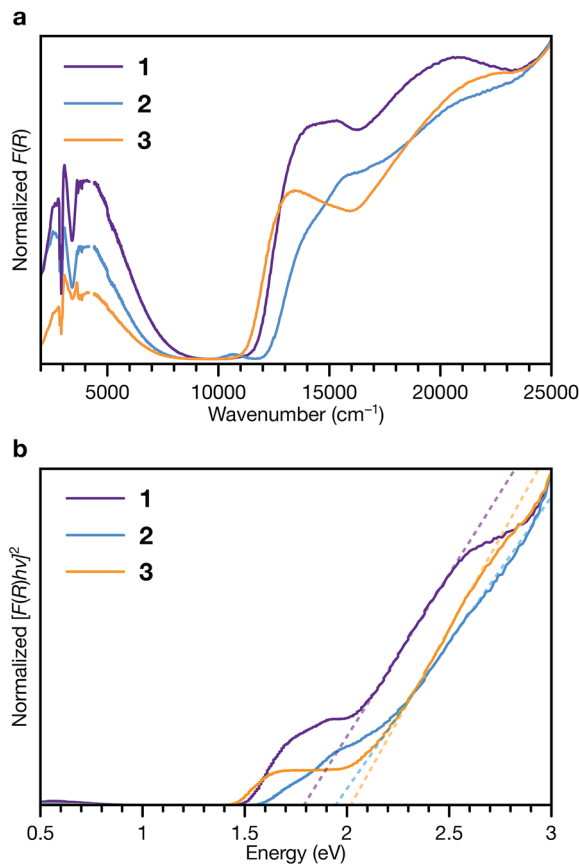 a
1
2
3
Normalized F(R)
5000 10000 15000 20000 25000
Wavenumber (cm⁻¹)
b
1
2
3
Normalized [F(R)hν]²
0.5 1 1.5 2 2.5 3
Energy (eV)